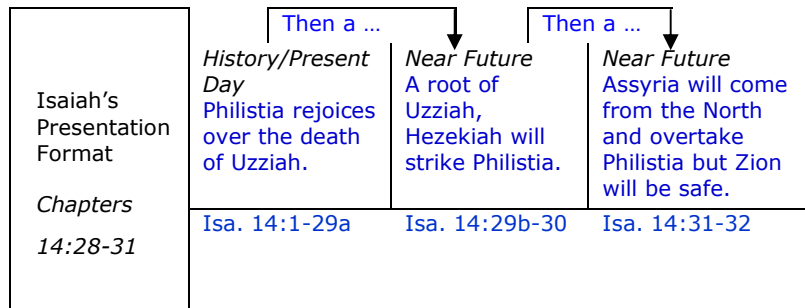 Then a …
Then a …
Isaiah’s
Presentation
Format
Chapters
14:28-31
History/Present
Day
Philistia rejoices
over the death
of Uzziah.
Near Future
A root of
Uzziah,
Hezekiah will
strike Philistia.
Near Future
Assyria will come
from the North
and overtake
Philistia but Zion
will be safe.
Isa. 14:1-29a
Isa. 14:29b-30
Isa. 14:31-32